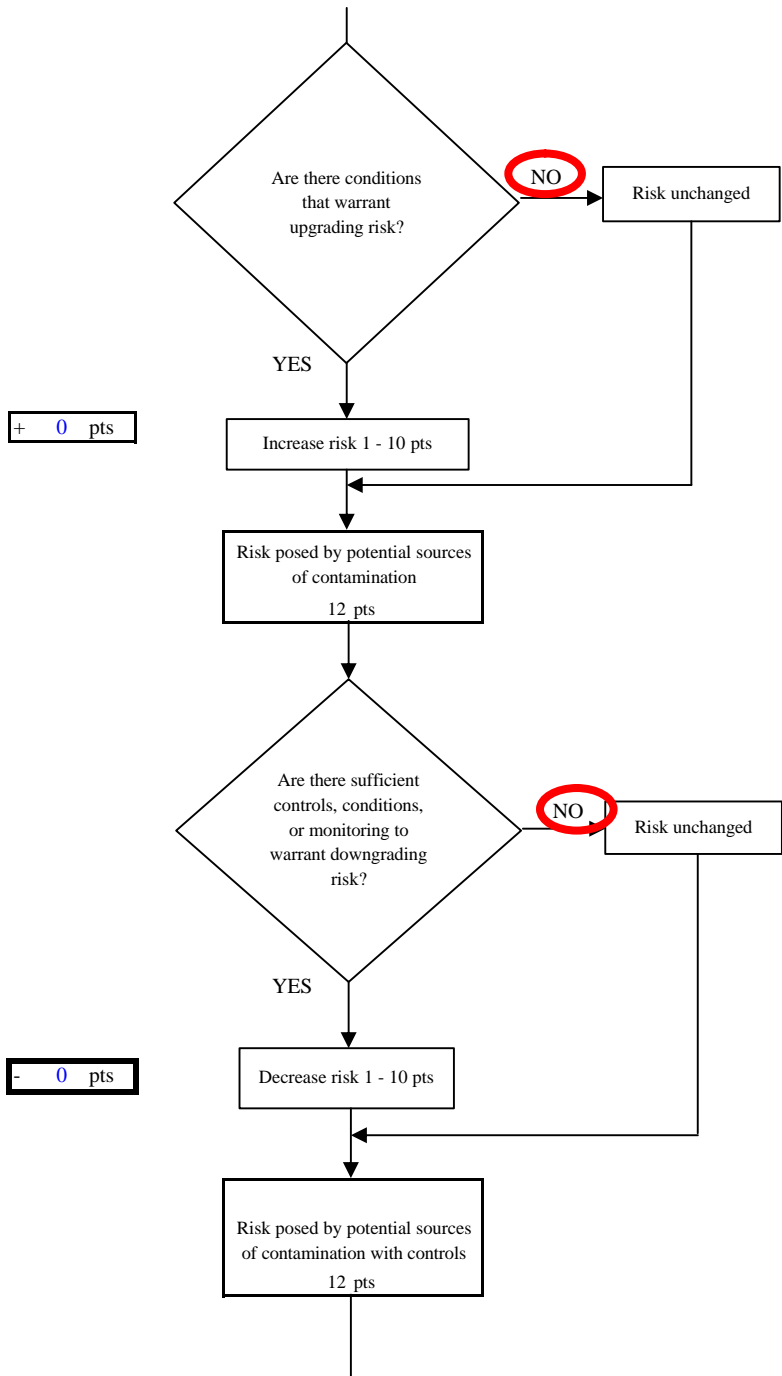 Are there conditions
that warrant
upgrading risk?
NO
Risk unchanged
YES
+ 0 pts
Increase risk 1 - 10 pts
Risk posed by potential sources
of contamination
12 pts
Are there sufficient
controls, conditions,
or monitoring to
warrant downgrading
risk?
NO
Risk unchanged
YES
- 0 pts
Decrease risk 1 - 10 pts
Risk posed by potential sources
of contamination with controls
12 pts